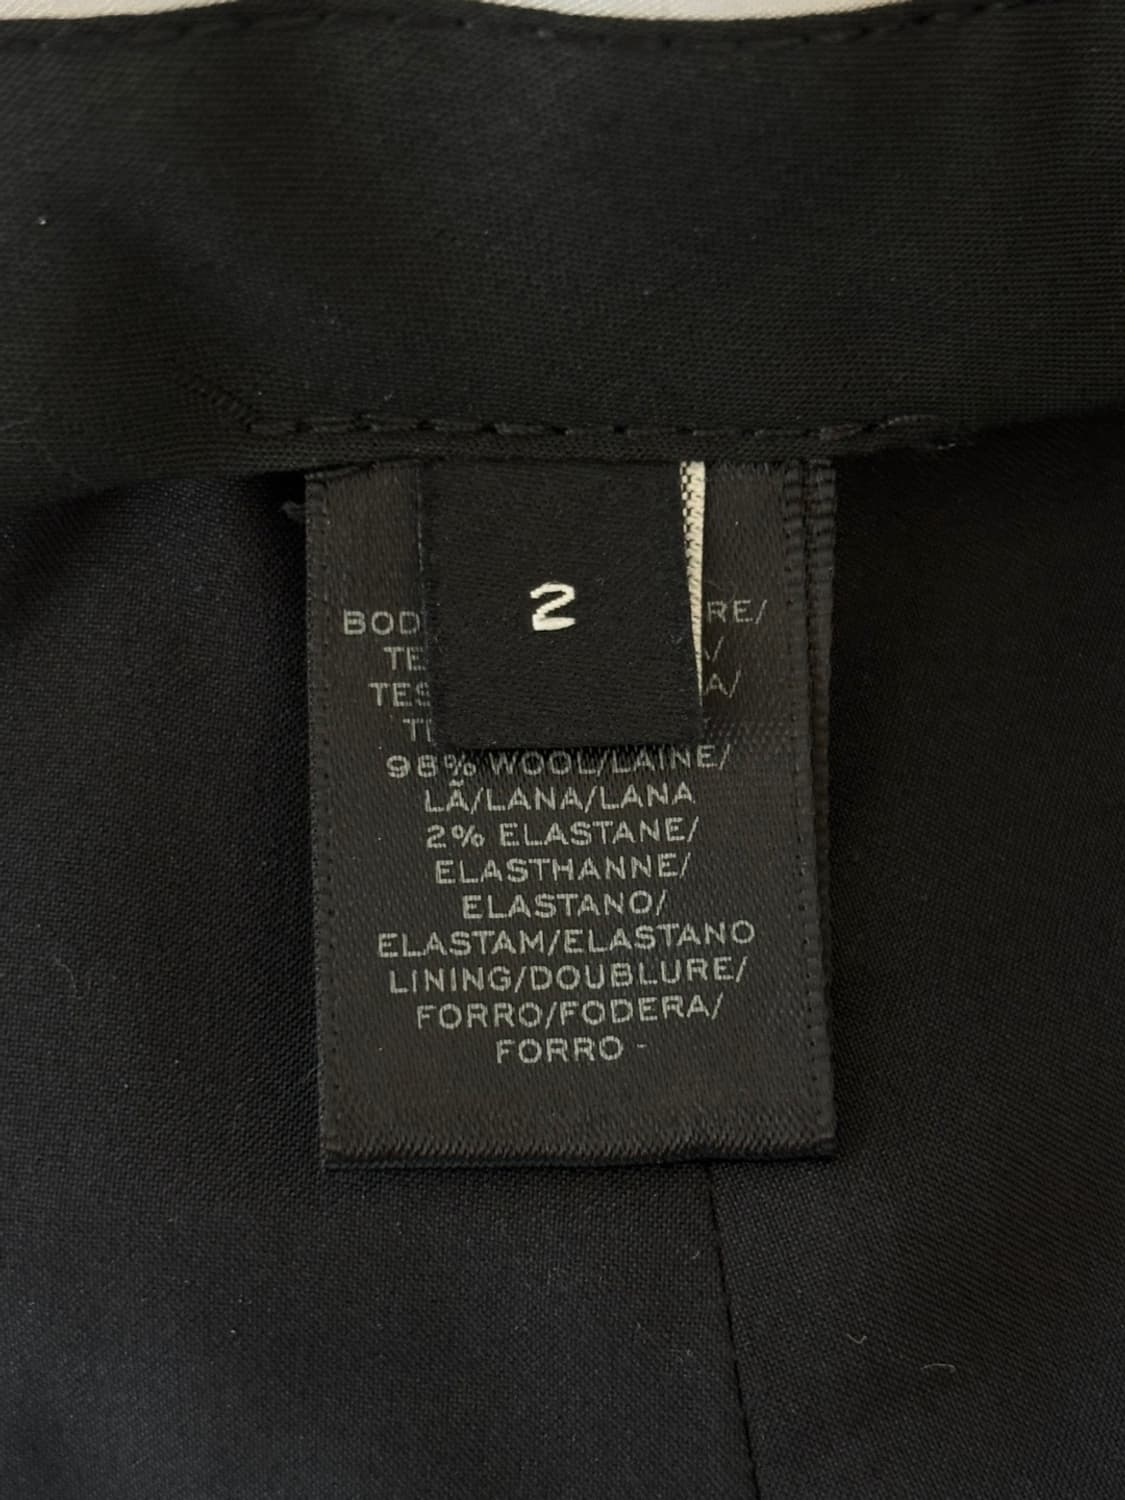 2
BOD RE/
TE V/
TES A/
98% WOOL/LAINE/
LÃ/LANA/LANA
2% ELASTANE/
ELASTHANNE/
ELASTANO/
ELASTAM/ELASTANO
LINING/DOUBLURE/
FORRO/FODERA/
FORRO -